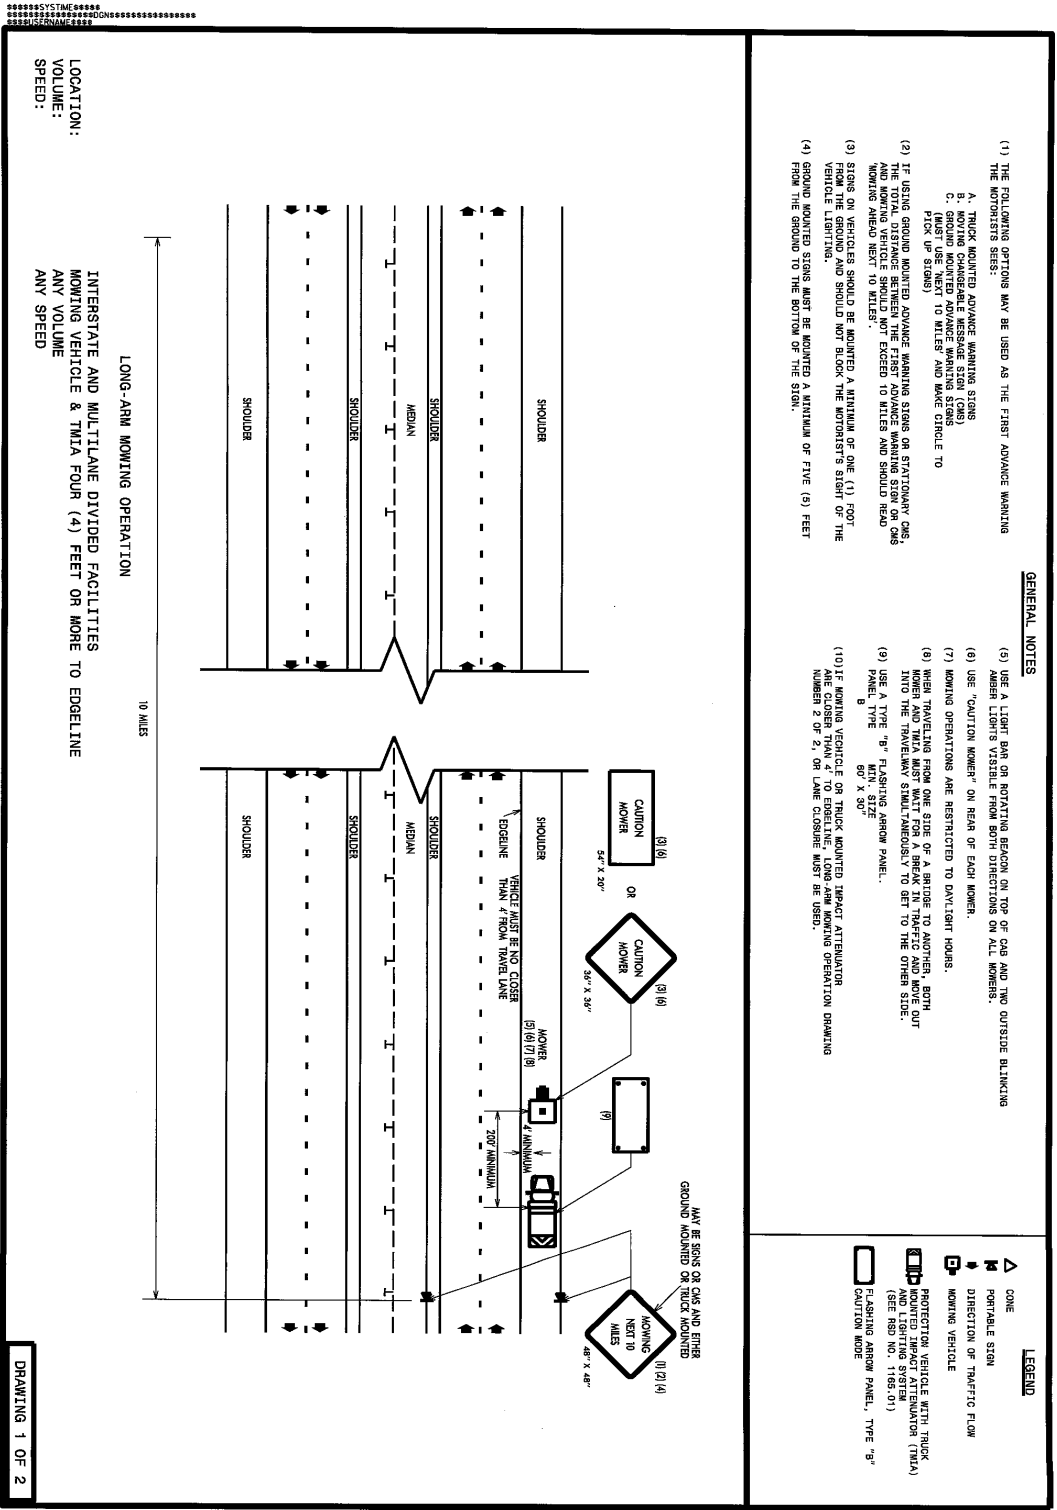 $$$$$$SYSTIME$$$$$
$$$$$$$$$$$$$$$$DGN$$$$$$$$$$$$$$$$
$$$$USERNAME$$$$
GENERAL NOTES
(1) THE FOLLOWING OPTIONS MAY BE USED AS THE FIRST ADVANCE WARNING
THE MOTORISTS SEES:
A. TRUCK MOUNTED ADVANCE WARNING SIGNS
B. MOVING CHANGEABLE MESSAGE SIGN (CMS)
C. GROUND MOUNTED ADVANCE WARNING SIGNS
(MUST USE 'NEXT 10 MILES' AND MAKE CIRCLE TO
PICK UP SIGNS)
(2) IF USING GROUND MOUNTED ADVANCE WARNING SIGNS OR STATIONARY CMS,
THE TOTAL DISTANCE BETWEEN THE FIRST ADVANCE WARNING SIGN OR CMS
AND MOWING VEHICLE SHOULD NOT EXCEED 10 MILES AND SHOULD READ
'MOWING AHEAD NEXT 10 MILES'.
(3) SIGNS ON VEHICLES SHOULD BE MOUNTED A MINIMUM OF ONE (1) FOOT
FROM THE GROUND AND SHOULD NOT BLOCK THE MOTORIST'S SIGHT OF THE
VEHICLE LIGHTING.
(4) GROUND MOUNTED SIGNS MUST BE MOUNTED A MINIMUM OF FIVE (5) FEET
FROM THE GROUND TO THE BOTTOM OF THE SIGN.
(5) USE A LIGHT BAR OR ROTATING BEACON ON TOP OF CAB AND TWO OUTSIDE BLINKING
AMBER LIGHTS VISIBLE FROM BOTH DIRECTIONS ON ALL MOWERS.
(6) USE "CAUTION MOWER" ON REAR OF EACH MOWER.
(7) MOWING OPERATIONS ARE RESTRICTED TO DAYLIGHT HOURS.
(8) WHEN TRAVELING FROM ONE SIDE OF A BRIDGE TO ANOTHER, BOTH
MOWER AND TMIA MUST WAIT FOR A BREAK IN TRAFFIC AND MOVE OUT
INTO THE TRAVELWAY SIMULTANEOUSLY TO GET TO THE OTHER SIDE.
(9) USE A TYPE "B" FLASHING ARROW PANEL.
PANEL TYPE MIN. SIZE
B 60" X 30"
(10) IF MOWING VECHICLE OR TRUCK MOUNTED IMPACT ATTENUATOR
ARE CLOSER THAN 4' TO EDGELINE, LONG-ARM MOWING OPERATION DRAWING
NUMBER 2 OF 2, OR LANE CLOSURE MUST BE USED.
LEGEND
CONE
PORTABLE SIGN
DIRECTION OF TRAFFIC FLOW
MOWING VEHICLE
PROTECTION VEHICLE WITH TRUCK
MOUNTED IMPACT ATTENUATOR (TMIA)
AND LIGHTING SYSTEM
(SEE RSD NO. 1165.01)
FLASHING ARROW PANEL, TYPE "B"
CAUTION MODE
MAY BE SIGNS OR CMS AND EITHER
GROUND MOUNTED OR TRUCK MOUNTED
(3) (6)
CAUTION
MOWER
54" X 20"
OR
(3) (6)
CAUTION
MOWER
36" X 36"
(9)
(1) (2) (4)
MOWING
NEXT 10
MILES
48" X 48"
SHOULDER
SHOULDER
MOWER
(5) (6) (7) (8)
4' MINIMUM
200' MINIMUM
EDGELINE
VEHICLE MUST BE NO CLOSER
THAN 4' FROM TRAVEL LANE
SHOULDER
SHOULDER
MEDIAN
MEDIAN
SHOULDER
SHOULDER
SHOULDER
SHOULDER
10 MILES
LONG-ARM MOWING OPERATION
INTERSTATE AND MULTILANE DIVIDED FACILITIES
MOWING VEHICLE & TMIA FOUR (4) FEET OR MORE TO EDGELINE
ANY VOLUME
ANY SPEED
LOCATION:
VOLUME:
SPEED:
DRAWING 1 OF 2